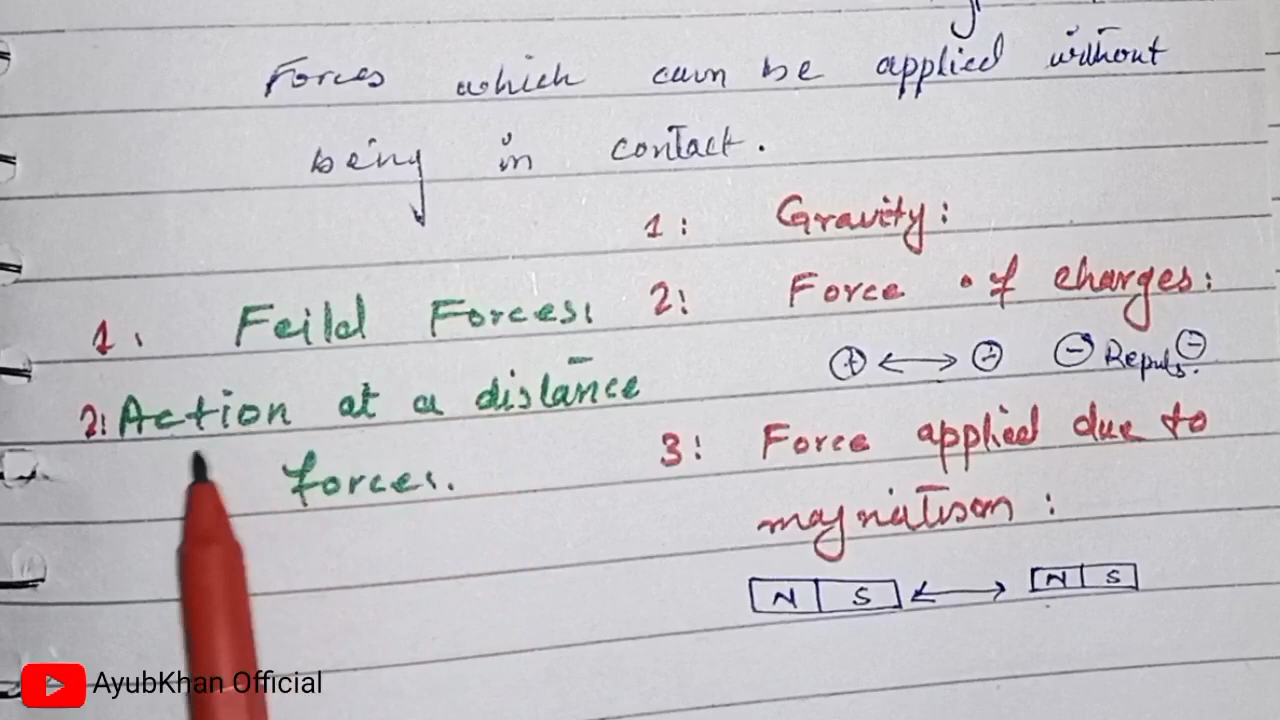 Forces which can be applied without
being in contact.
1: Gravity:
1. Feild Forces:
2: Force of charges:
+ - - Repuls. -
2: Action at a distance
forces.
3: Force applied due to
magnatism:
N S N S
AyubKhan Official